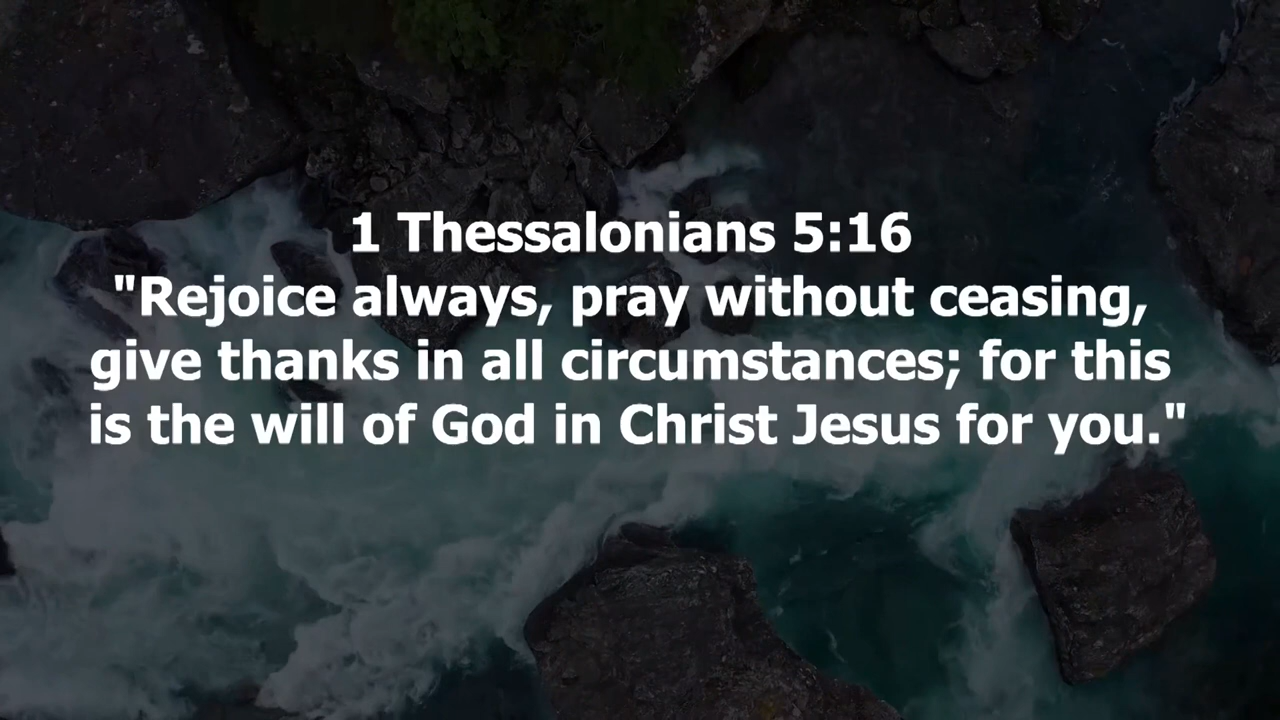 1 Thessalonians 5:16
"Rejoice always, pray without ceasing,
give thanks in all circumstances; for this
is the will of God in Christ Jesus for you."